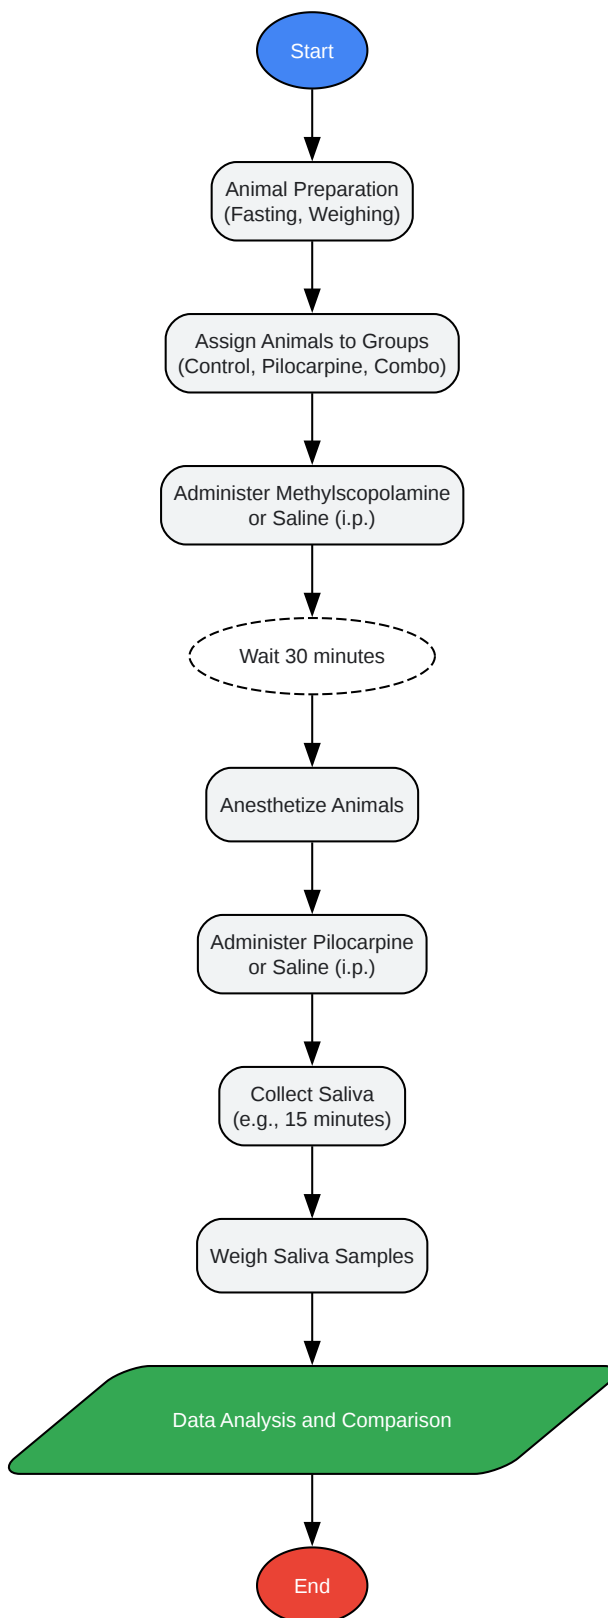 Start
Animal Preparation
(Fasting, Weighing)
Assign Animals to Groups
(Control, Pilocarpine, Combo)
Administer Methylscopolamine
or Saline (i.p.)
Wait 30 minutes
Anesthetize Animals
Administer Pilocarpine
or Saline (i.p.)
Collect Saliva
(e.g., 15 minutes)
Weigh Saliva Samples
Data Analysis and Comparison
End